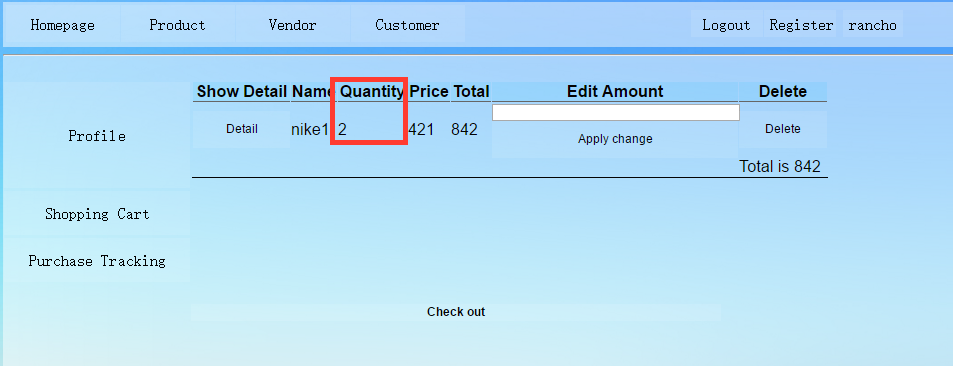 Homepage Product Vendor Customer Logout Register rancho
Show Detail Name Quantity Price Total Edit Amount Delete
Profile Detail nike1 2 421 842 Apply change Delete
Total is 842
Shopping Cart
Purchase Tracking
Check out